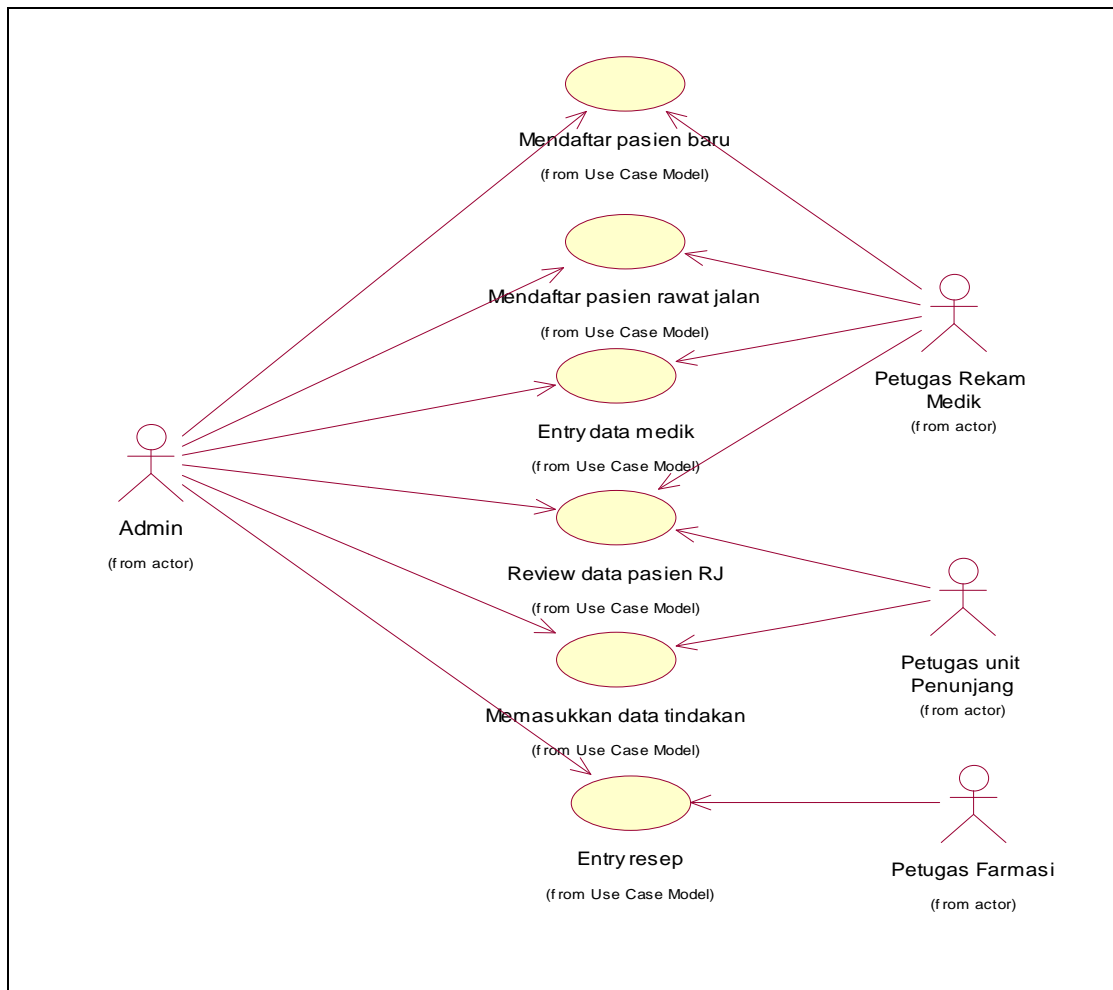 Mendaftar pasien baru
(from Use Case Model)
Mendaftar pasien rawat jalan
(from Use Case Model)
Petugas Rekam
Medik
(from actor)
Entry data medik
(from Use Case Model)
Admin
(from actor)
Review data pasien RJ
(from Use Case Model)
Petugas unit
Penunjang
(from actor)
Memasukkan data tindakan
(from Use Case Model)
Entry resep
(from Use Case Model)
Petugas Farmasi
(from actor)